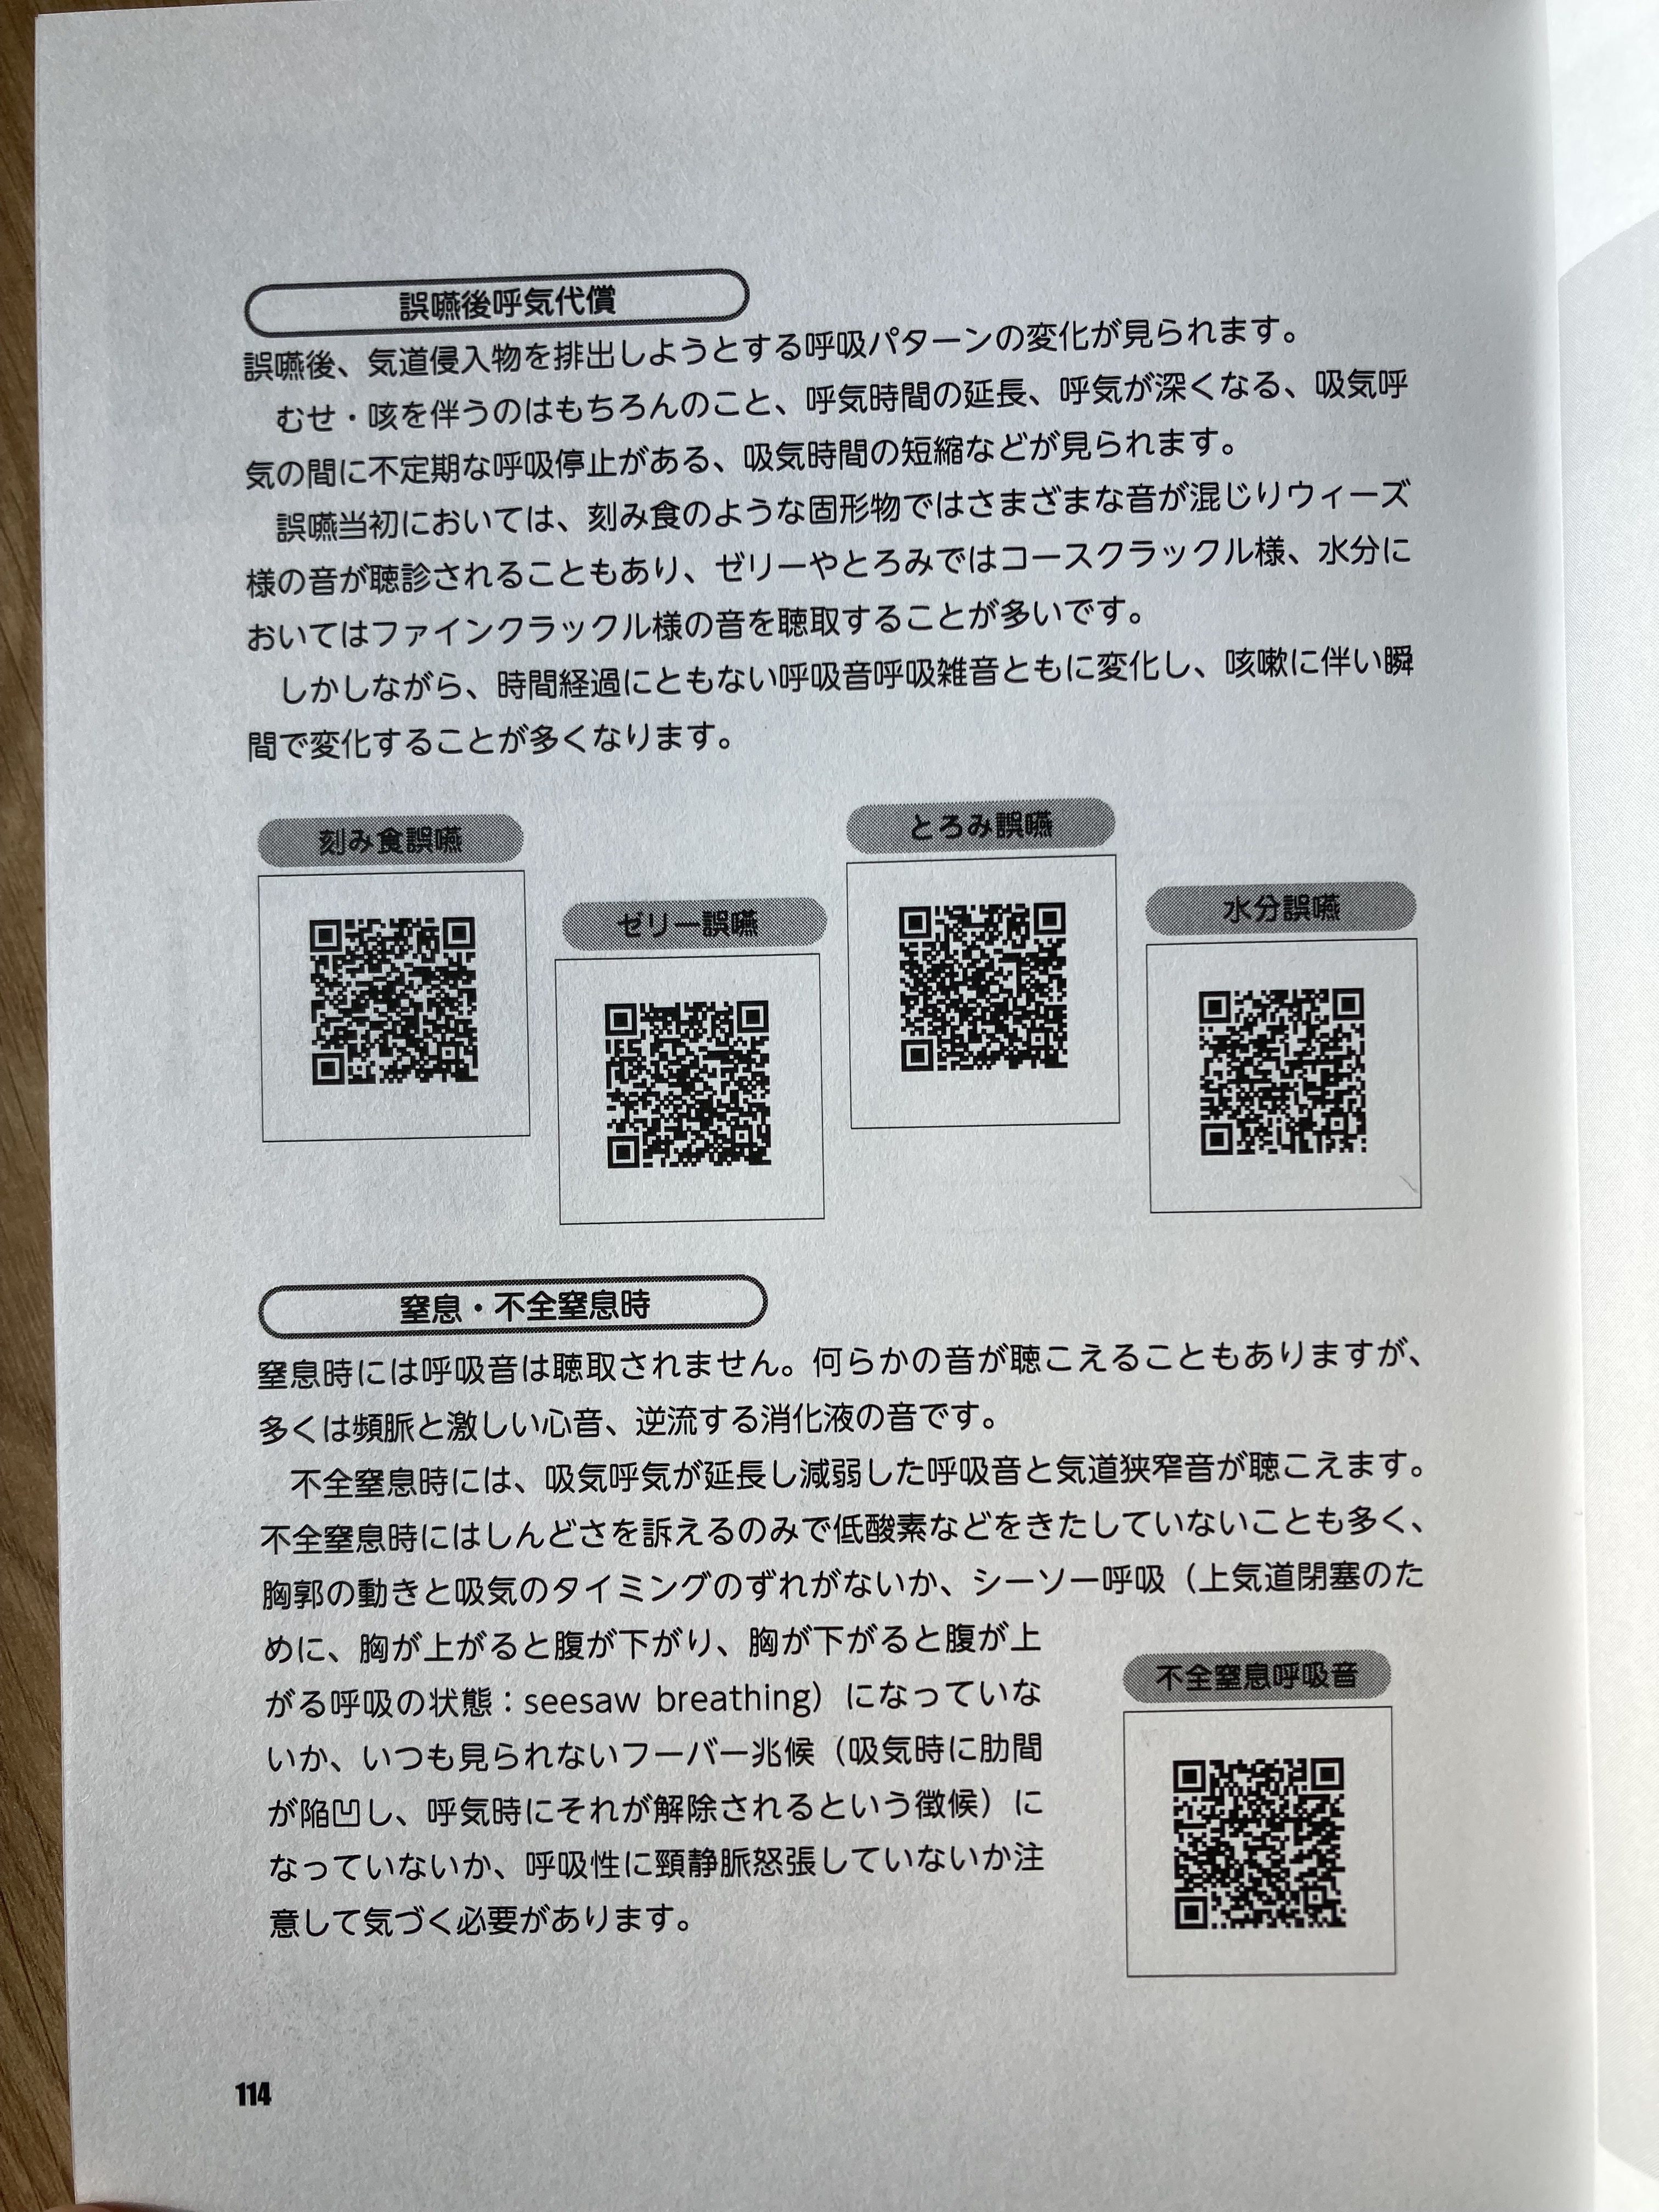 誤嚥後呼気代償
誤嚥後、気道侵入物を排出しようとする呼吸パターンの変化が見られます。
むせ・咳を伴うのはもちろんのこと、呼気時間の延長、呼気が深くなる、吸気呼
気の間に不定期な呼吸停止がある、吸気時間の短縮などが見られます。
誤嚥当初においては、刻み食のような固形物ではさまざまな音が混じりウィーズ
様の音が聴診されることもあり、ゼリーやとろみではコースクラックル様、水分に
おいてはファインクラックル様の音を聴取することが多いです。
しかしながら、時間経過にともない呼吸音呼吸雑音ともに変化し、咳嗽に伴い瞬
間で変化することが多くなります。
刻み食誤嚥
ゼリー誤嚥
とろみ誤嚥
水分誤嚥
窒息・不全窒息時
窒息時には呼吸音は聴取されません。何らかの音が聴こえることもありますが、
多くは頻脈と激しい心音、逆流する消化液の音です。
不全窒息時には、吸気呼気が延長し減弱した呼吸音と気道狭窄音が聴こえます。
不全窒息時にはしんどさを訴えるのみで低酸素などをきたしていないことも多く、
胸郭の動きと吸気のタイミングのずれがないか、シーソー呼吸（上気道閉塞のた
めに、胸が上がると腹が下がり、胸が下がると腹が上
がる呼吸の状態：seesaw breathing）になっていな
いか、いつも見られないフーバー兆候（吸気時に肋間
が陥凹し、呼気時にそれが解除されるという徴候）に
なっていないか、呼吸性に頸静脈怒張していないか注
意して気づく必要があります。
不全窒息呼吸音
114